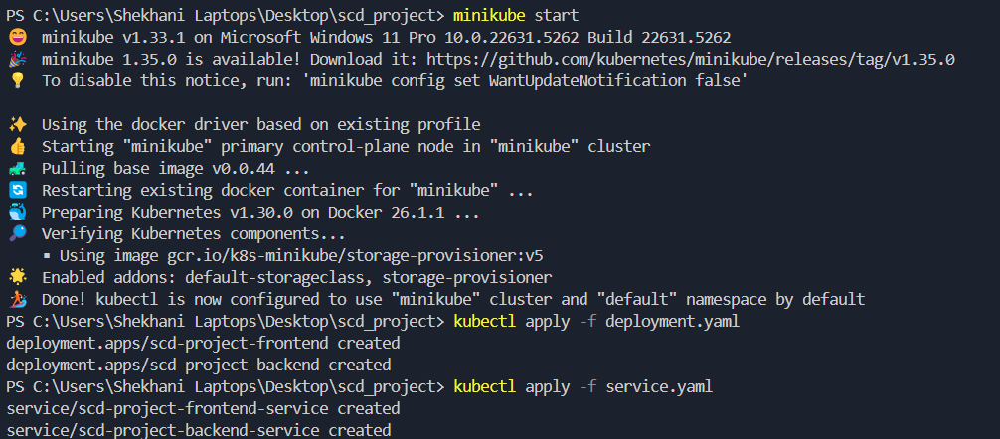 PS C:\Users\Shekhani Laptops\Desktop\scd_project> minikube start
😄 minikube v1.33.1 on Microsoft Windows 11 Pro 10.0.22631.5262 Build 22631.5262
🎉 minikube 1.35.0 is available! Download it: https://github.com/kubernetes/minikube/releases/tag/v1.35.0
💡 To disable this notice, run: 'minikube config set WantUpdateNotification false'
✨ Using the docker driver based on existing profile
👍 Starting "minikube" primary control-plane node in "minikube" cluster
🚜 Pulling base image v0.0.44 ...
🔄 Restarting existing docker container for "minikube" ...
🐳 Preparing Kubernetes v1.30.0 on Docker 26.1.1 ...
🔎 Verifying Kubernetes components...
▪ Using image gcr.io/k8s-minikube/storage-provisioner:v5
🌟 Enabled addons: default-storageclass, storage-provisioner
🏄 Done! kubectl is now configured to use "minikube" cluster and "default" namespace by default
PS C:\Users\Shekhani Laptops\Desktop\scd_project> kubectl apply -f deployment.yaml
deployment.apps/scd-project-frontend created
deployment.apps/scd-project-backend created
PS C:\Users\Shekhani Laptops\Desktop\scd_project> kubectl apply -f service.yaml
service/scd-project-frontend-service created
service/scd-project-backend-service created